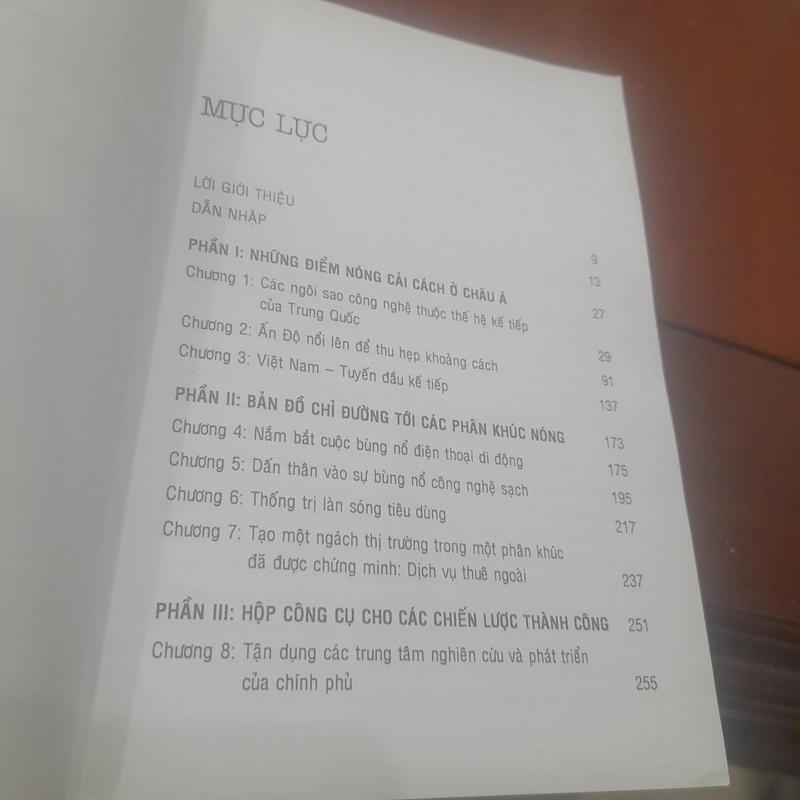 MỤC LỤC
LỜI GIỚI THIỆU 9
DẪN NHẬP 13
PHẦN I: NHỮNG ĐIỂM NÓNG CẢI CÁCH Ở CHÂU Á 27
Chương 1: Các ngôi sao công nghệ thuộc thế hệ kế tiếp
của Trung Quốc 29
Chương 2: Ấn Độ nổi lên để thu hẹp khoảng cách 91
Chương 3: Việt Nam – Tuyến đầu kế tiếp 137
PHẦN II: BẢN ĐỒ CHỈ ĐƯỜNG TỚI CÁC PHÂN KHÚC NÓNG 173
Chương 4: Nắm bắt cuộc bùng nổ điện thoại di động 175
Chương 5: Dấn thân vào sự bùng nổ công nghệ sạch 195
Chương 6: Thống trị làn sóng tiêu dùng 217
Chương 7: Tạo một ngách thị trường trong một phân khúc
đã được chứng minh: Dịch vụ thuê ngoài 237
PHẦN III: HỘP CÔNG CỤ CHO CÁC CHIẾN LƯỢC THÀNH CÔNG 251
Chương 8: Tận dụng các trung tâm nghiên cứu và phát triển
của chính phủ 255